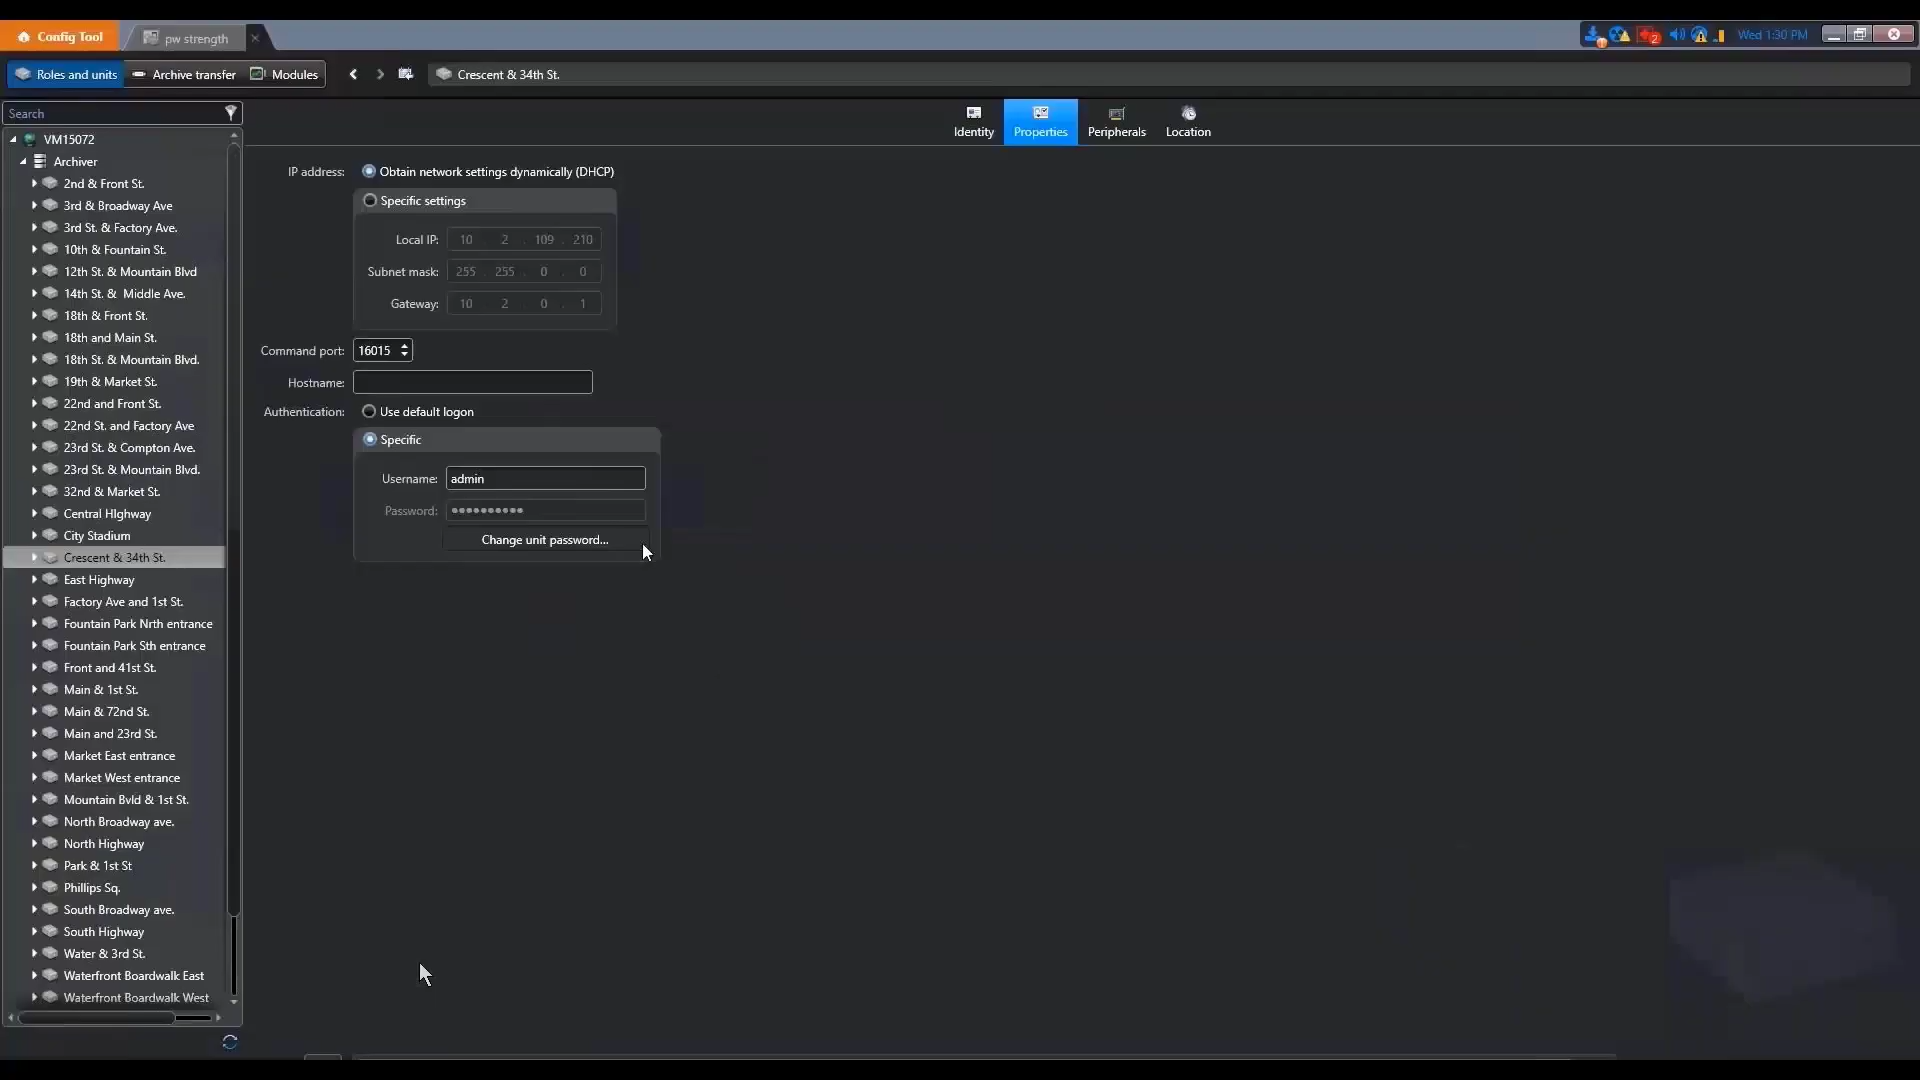 Config Tool
pw strength
2
Wed 1:30 PM
Roles and units
Archive transfer
Modules
Crescent & 34th St.
Search
VM15072
Archiver
2nd & Front St.
3rd & Broadway Ave
3rd St. & Factory Ave.
10th & Fountain St.
12th St. & Mountain Blvd
14th St. &  Middle Ave.
18th & Front St.
18th and Main St.
18th St. & Mountain Blvd.
19th & Market St.
22nd and Front St.
22nd St. and Factory Ave
23rd St. & Compton Ave.
23rd St. & Mountain Blvd.
32nd & Market St.
Central HIghway
City Stadium
Crescent & 34th St.
East Highway
Factory Ave and 1st St.
Fountain Park Nrth entrance
Fountain Park Sth entrance
Front and 41st St.
Main & 1st St.
Main & 72nd St.
Main and 23rd St.
Market East entrance
Market West entrance
Mountain Bvld & 1st St.
North Broadway ave.
North Highway
Park & 1st St
Phillips Sq.
South Broadway ave.
South Highway
Water & 3rd St.
Waterfront Boardwalk East
Waterfront Boardwalk West
Identity
Properties
Peripherals
Location
IP address:
Obtain network settings dynamically (DHCP)
Specific settings
Local IP: 10 . 2 . 109 . 210
Subnet mask: 255 . 255 . 0 . 0
Gateway: 10 . 2 . 0 . 1
Command port: 16015
Hostname:
Authentication:
Use default logon
Specific
Username: admin
Password: ••••••••••
Change unit password...